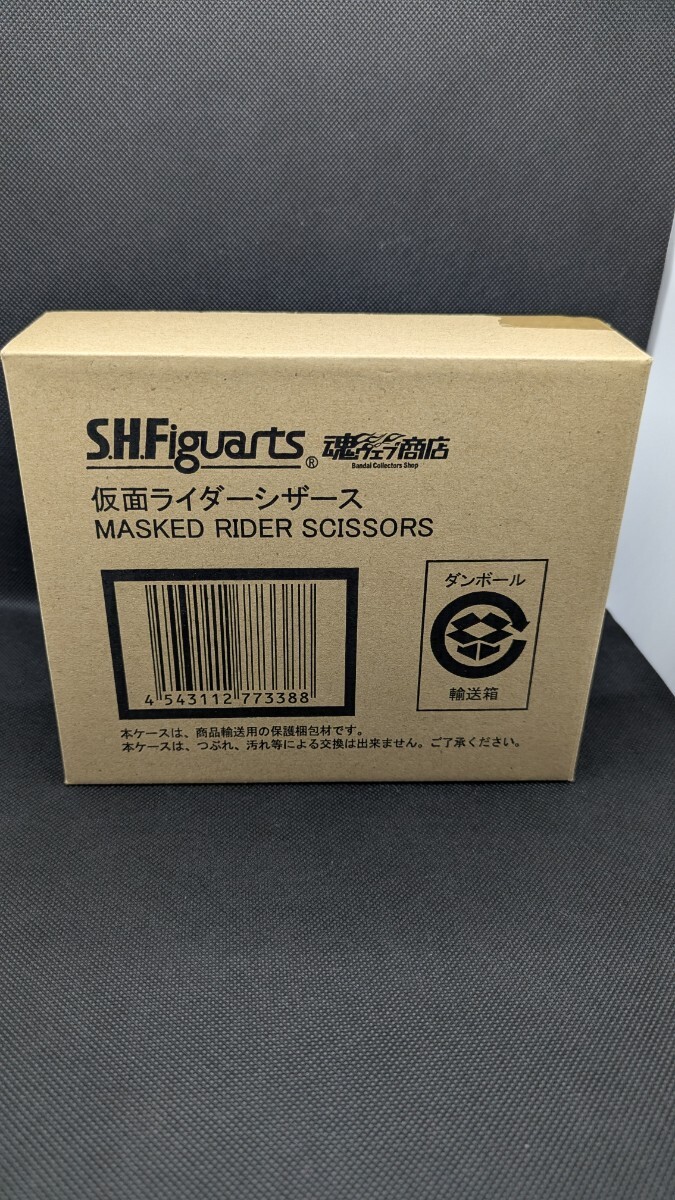 S.H.Figuarts® 魂ウェブ商店
Bandai Collectors Shop
仮面ライダーシザース
MASKED RIDER SCISSORS
ダンボール
輸送箱
4 543112 773388
本ケースは、商品輸送用の保護梱包材です。
本ケースは、つぶれ、汚れ等による交換は出来ません。ご了承ください。